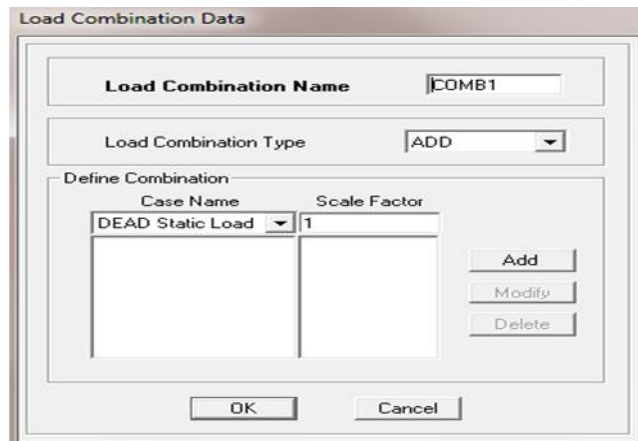 Load Combination Data
Load Combination Name COMB1
Load Combination Type ADD
Define Combination
Case Name Scale Factor
DEAD Static Load 1
Add
Modify
Delete
OK Cancel